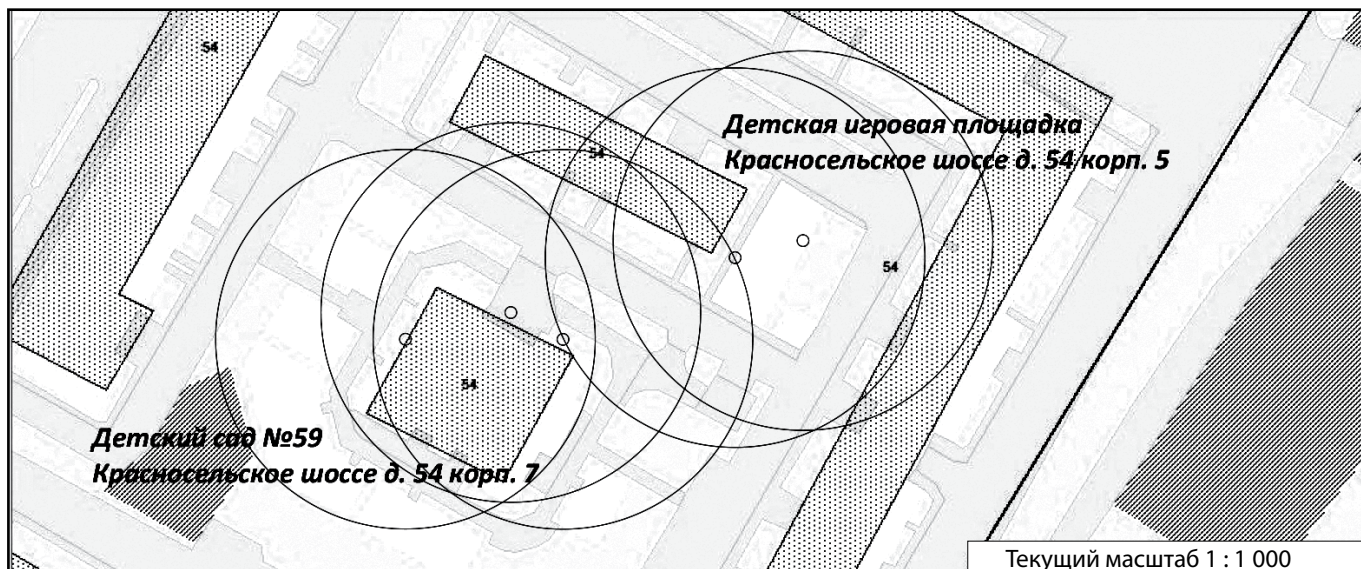 54
Детская игровая площадка
Красносельское шоссе д. 54 корп. 5
54
54
54
Детский сад №59
Красносельское шоссе д. 54 корп. 7
Текущий масштаб 1 : 1 000